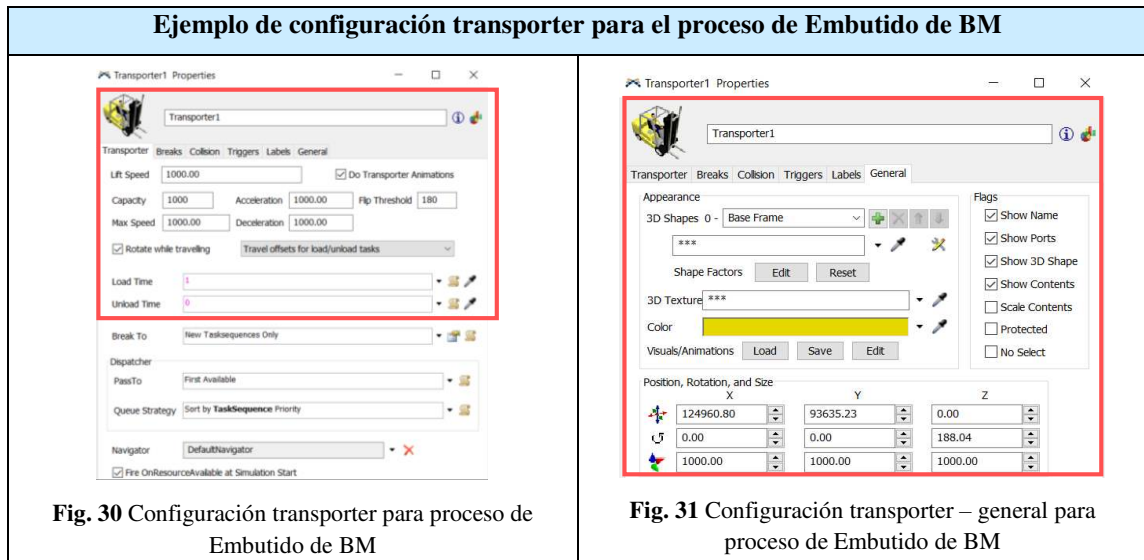 Ejemplo de configuración transporter para el proceso de Embutido de BM
Transporter1 Properties
Transporter1
Transporter Breaks Collision Triggers Labels General
Lift Speed 1000.00 Do Transporter Animations
Capacity 1000 Acceleration 1000.00 Flip Threshold 180
Max Speed 1000.00 Deceleration 1000.00
Rotate while traveling Travel offsets for load/unload tasks
Load Time 1
Unload Time 0
Break To New Tasksequences Only
Dispatcher
PassTo First Available
Queue Strategy Sort by TaskSequence Priority
Navigator DefaultNavigator
Fire OnResourceAvailable at Simulation Start
Fig. 30 Configuración transporter para proceso de
Embutido de BM
Transporter1 Properties
Transporter1
Transporter Breaks Collision Triggers Labels General
Appearance
3D Shapes 0 - Base Frame
***
Shape Factors Edit Reset
3D Texture ***
Color
Visuals/Animations Load Save Edit
Flags
Show Name
Show Ports
Show 3D Shape
Show Contents
Scale Contents
Protected
No Select
Position, Rotation, and Size
X Y Z
124960.80 93635.23 0.00
0.00 0.00 188.04
1000.00 1000.00 1000.00
Fig. 31 Configuración transporter – general para
proceso de Embutido de BM